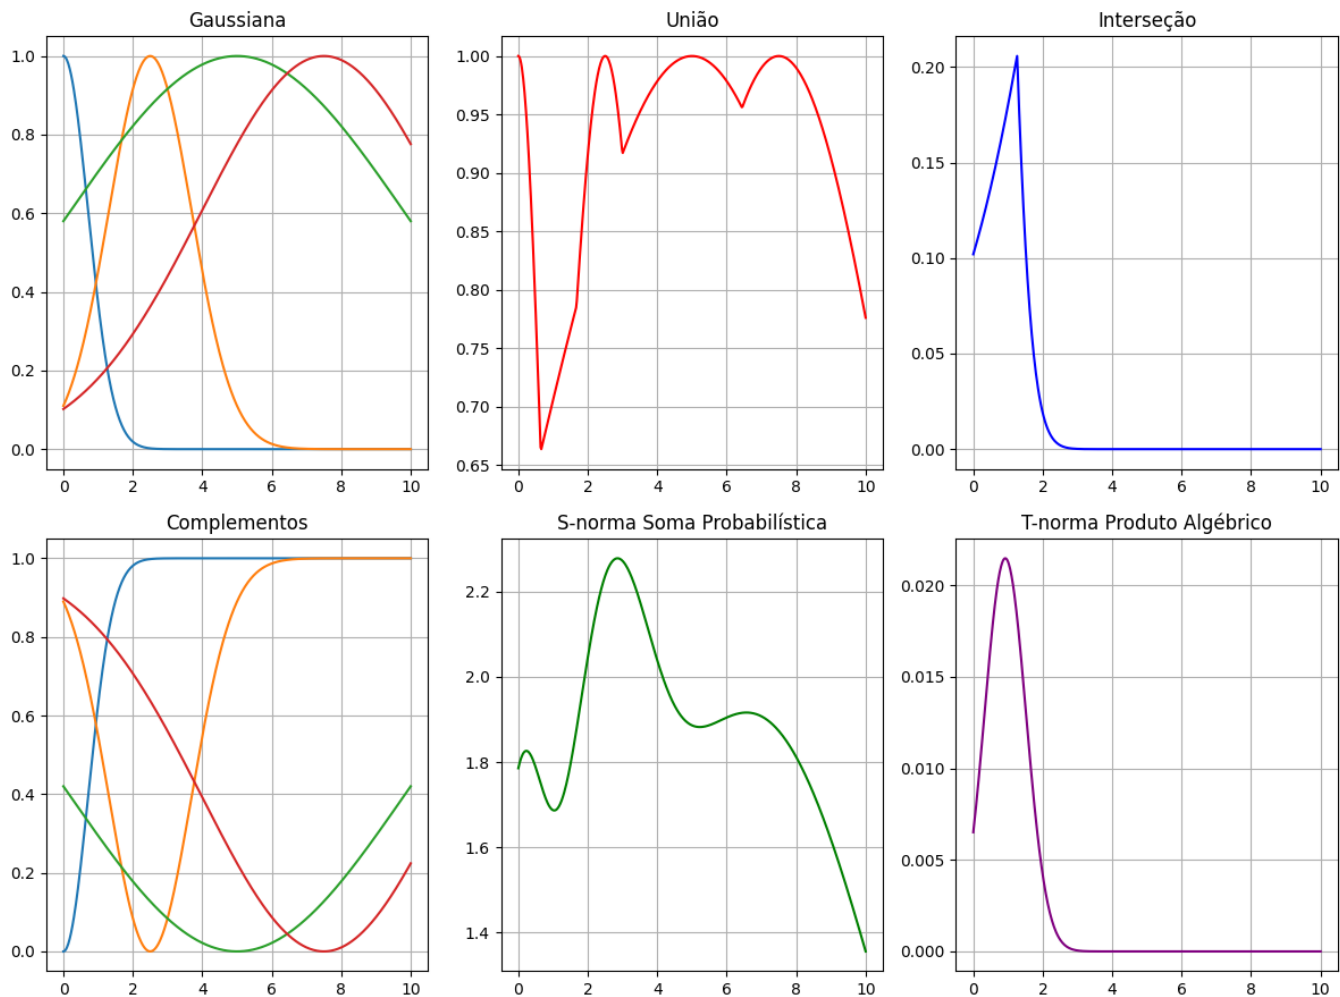 Gaussiana
1.0
0.8
0.6
0.4
0.2
0.0
0 2 4 6 8 10
União
1.00
0.95
0.90
0.85
0.80
0.75
0.70
0.65
0 2 4 6 8 10
Interseção
0.20
0.15
0.10
0.05
0.00
0 2 4 6 8 10
Complementos
1.0
0.8
0.6
0.4
0.2
0.0
0 2 4 6 8 10
S-norma Soma Probabilística
2.2
2.0
1.8
1.6
1.4
0 2 4 6 8 10
T-norma Produto Algébrico
0.020
0.015
0.010
0.005
0.000
0 2 4 6 8 10